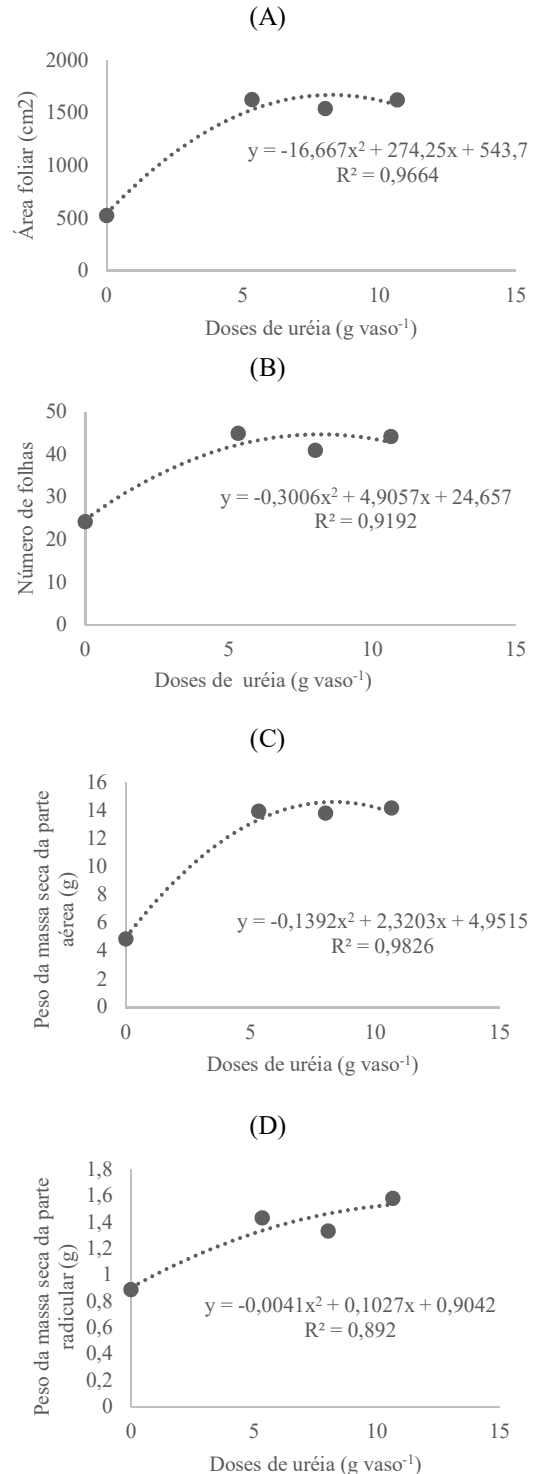 (A)
2000
1500
1000
500
0
Área foliar (cm2)
y = -16,667x² + 274,25x + 543,7
R² = 0,9664
0 5 10 15
Doses de uréia (g vaso⁻¹)
(B)
50
40
30
20
10
0
Número de folhas
y = -0,3006x² + 4,9057x + 24,657
R² = 0,9192
0 5 10 15
Doses de uréia (g vaso⁻¹)
(C)
16
14
12
10
8
6
4
2
0
Peso da massa seca da parte
aérea (g)
y = -0,1392x² + 2,3203x + 4,9515
R² = 0,9826
0 5 10 15
Doses de uréia (g vaso⁻¹)
(D)
1,8
1,6
1,4
1,2
1
0,8
0,6
0,4
0,2
0
Peso da massa seca da parte
radicular (g)
y = -0,0041x² + 0,1027x + 0,9042
R² = 0,892
0 5 10 15
Doses de uréia (g vaso⁻¹)